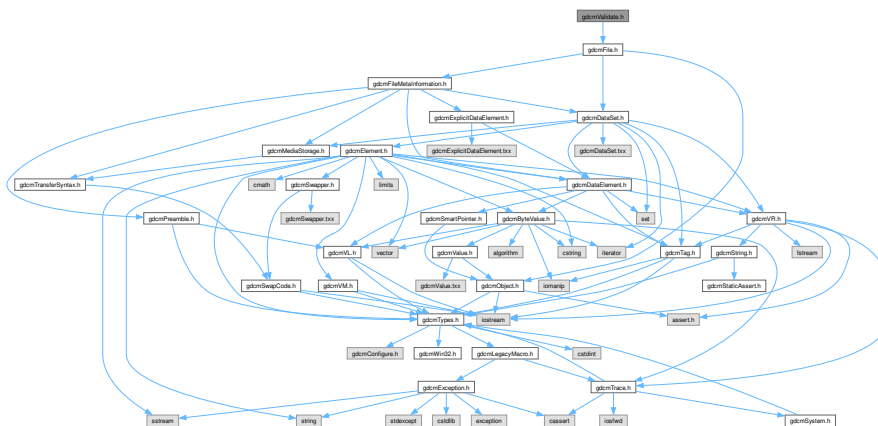 gdcmValidate.h
gdcmFile.h
gdcmFileMetaInformation.h
gdcmExplicitDataElement.h
gdcmDataSet.h
gdcmMediaStorage.h
gdcmElement.h
gdcmExplicitDataElement.txx
gdcmDataSet.txx
gdcmTransferSyntax.h
cmath
gdcmSwapper.h
limits
gdcmDataElement.h
gdcmPreamble.h
gdcmSwapper.txx
gdcmSmartPointer.h
gdcmByteValue.h
set
gdcmVR.h
gdcmVL.h
vector
gdcmValue.h
algorithm
cstring
iterator
gdcmTag.h
gdcmString.h
fstream
gdcmSwapCode.h
gdcmVM.h
gdcmValue.txx
gdcmObject.h
iomanip
gdcmStaticAssert.h
gdcmTypes.h
iostream
assert.h
gdcmConfigure.h
gdcmWin32.h
gdcmLegacyMacro.h
cstdint
gdcmException.h
gdcmTrace.h
sstream
string
stdexcept
cstdlib
exception
cassert
iosfwd
gdcmSystem.h